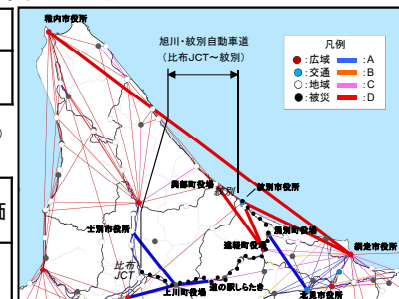 稚内市役所
旭川・紋別自動車道
(比布JCT～紋別)
凡例
:広域 :A
:交通 :B
:地域 :C
:被災 :D
興部町役場
紋別
紋別市役所
士別市役所
湧別町役場
遠軽町役場
網走市役所
比布
JCT
上川町役場
道の駅しらたき
北見市役所
価
)